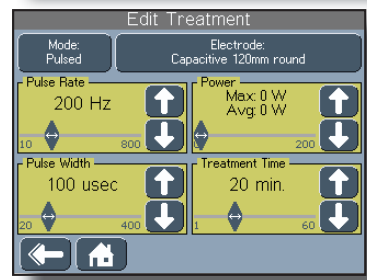 Edit Treatment
Mode:
Pulsed
Electrode:
Capacitive 120mm round
Pulse Rate
200 Hz
10
800
Power
Max: 0 W
Avg: 0 W
200
Pulse Width
100 usec
20
400
Treatment Time
20 min.
1
60